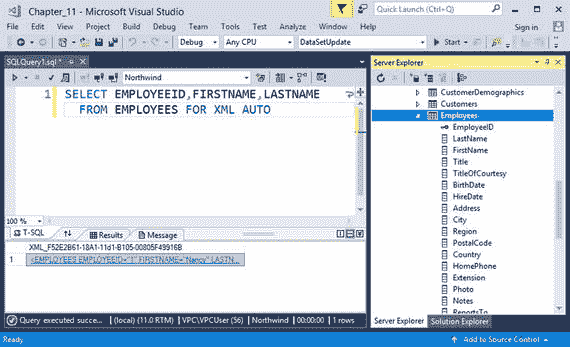 Chapter_11 - Microsoft Visual Studio
Quick Launch (Ctrl+Q)
File Edit View Project Build Debug Team SQL Tools Test Analyze Window Help
Sign in
Debug Any CPU DataSetUpdate Start
SQLQuery1.sql *
Northwind
1 SELECT EMPLOYEEID,FIRSTNAME,LASTNAME
FROM EMPLOYEES FOR XML AUTO
100 %
T-SQL Results Message
XML_F52E2B61-18A1-11d1-B105-00805F49916B
1 <EMPLOYEES EMPLOYEEID="1" FIRSTNAME="Nancy" LASTN...
Query executed succe... (local) (11.0 RTM) VPC\VPCUser (56) Northwind 00:00:00 1 rows
Server Explorer
CustomerDemographics
Customers
Employees
EmployeeID
LastName
FirstName
Title
TitleOfCourtesy
BirthDate
HireDate
Address
City
Region
PostalCode
Country
HomePhone
Extension
Photo
Notes
ReportsTo
Server Explorer Solution Explorer
Ready
Add to Source Control